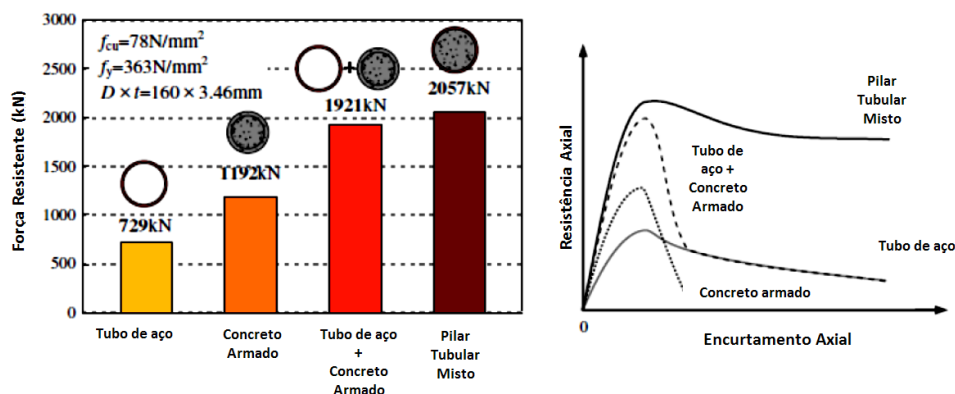 Força Resistente (kN)
3000
2500
2000
1500
1000
500
0
f_cu=78N/mm²
f_y=363N/mm²
D × t=160 × 3.46mm
729kN
1192kN
+
1921kN
2057kN
Tubo de aço
Concreto
Armado
Tubo de aço
+
Concreto
Armado
Pilar
Tubular
Misto
Resistência Axial
Pilar
Tubular
Misto
Tubo de
aço +
Concreto
Armado
Tubo de aço
Concreto armado
0
Encurtamento Axial